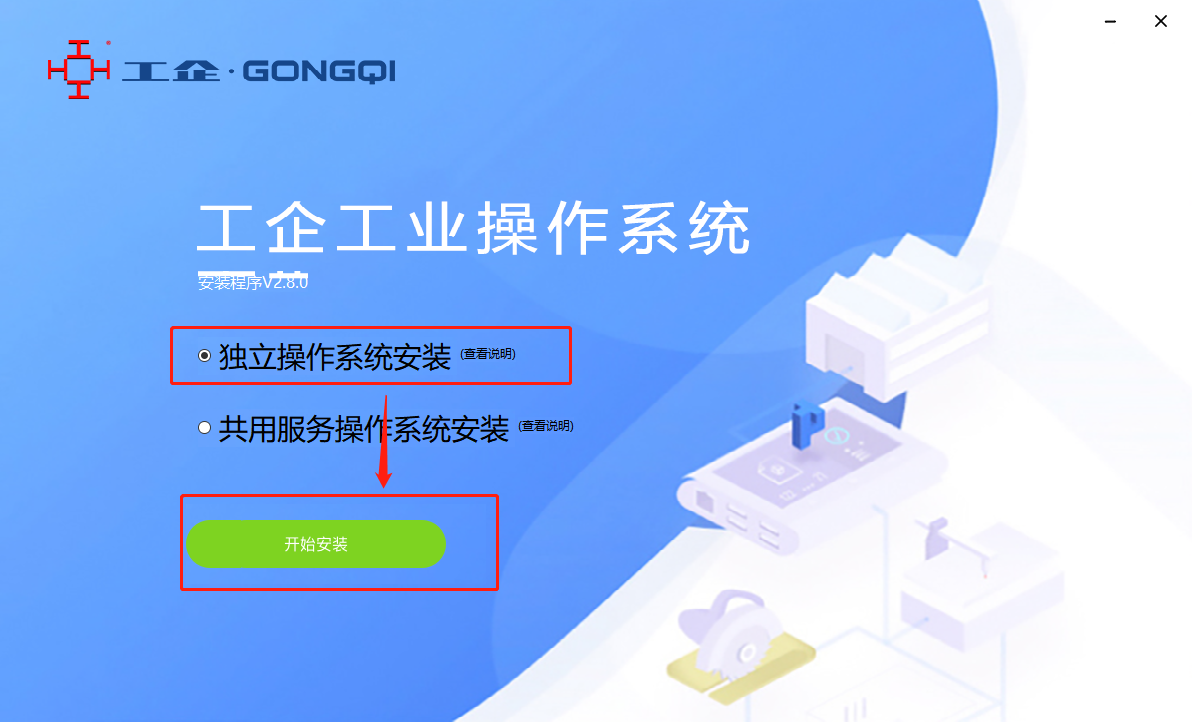 工企·GONGQI
工企工业操作系统
安装程序V2.8.0
独立操作系统安装 (查看说明)
共用服务操作系统安装 (查看说明)
开始安装